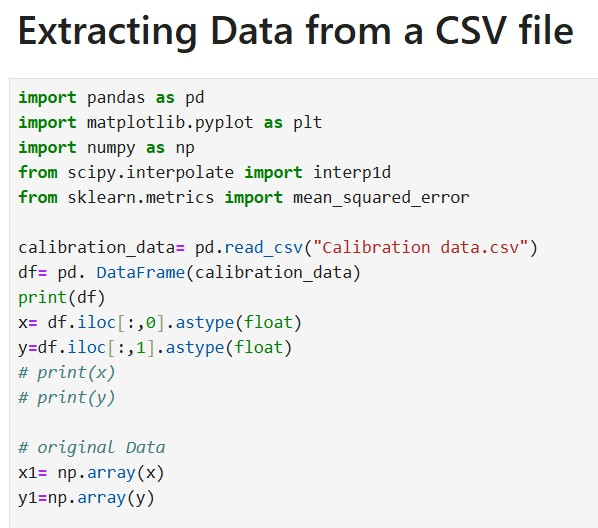 Extracting Data from a CSV file
import pandas as pd
import matplotlib.pyplot as plt
import numpy as np
from scipy.interpolate import interp1d
from sklearn.metrics import mean_squared_error
calibration_data= pd.read_csv("Calibration data.csv")
df= pd. DataFrame(calibration_data)
print(df)
x= df.iloc[:,0].astype(float)
y=df.iloc[:,1].astype(float)
# print(x)
# print(y)
# original Data
x1= np.array(x)
y1=np.array(y)